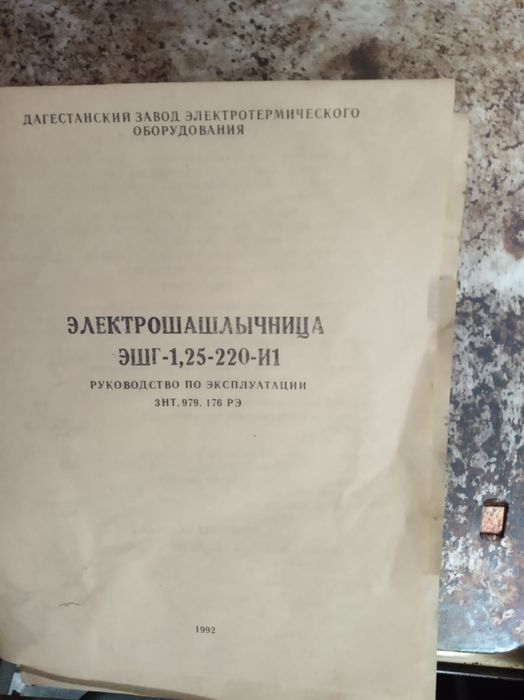 ДАГЕСТАНСКИЙ ЗАВОД ЭЛЕКТРОТЕРМИЧЕСКОГО
ОБОРУДОВАНИЯ
ЭЛЕКТРОШАШЛЫЧНИЦА
ЭШГ-1,25-220-И1
РУКОВОДСТВО ПО ЭКСПЛУАТАЦИИ
ЗНТ. 979. 176 РЭ
1992